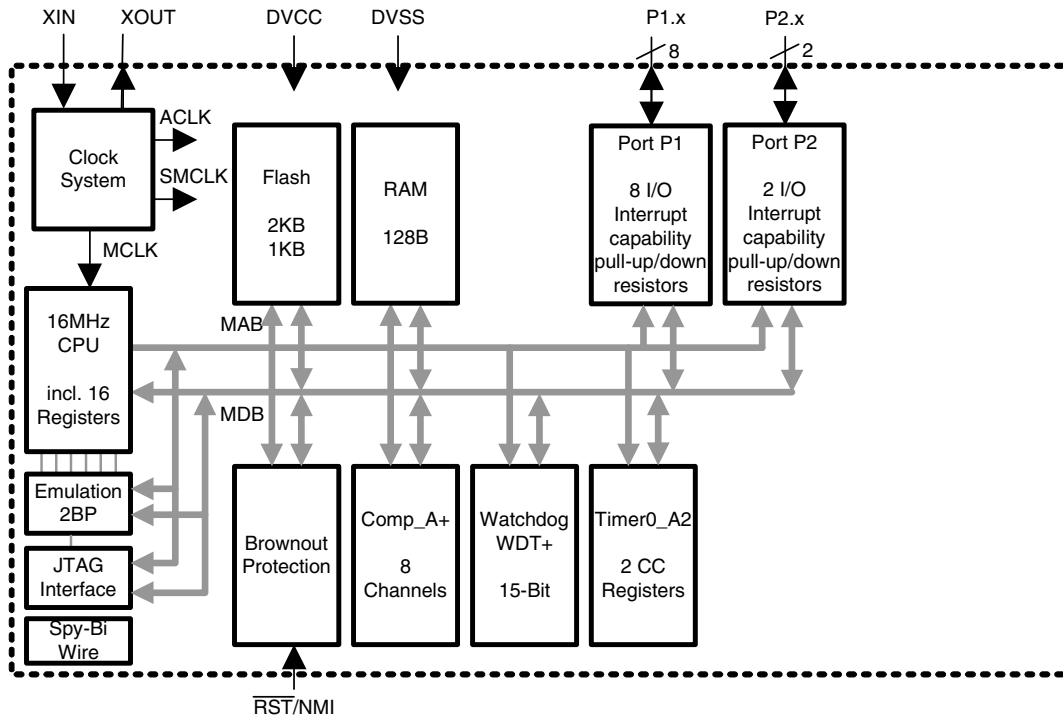 XIN
XOUT
DVCC
DVSS
P1.x
P2.x
8
2
Clock
System
ACLK
SMCLK
MCLK
Flash
2KB
1KB
RAM
128B
Port P1
8 I/O
Interrupt
capability
pull-up/down
resistors
Port P2
2 I/O
Interrupt
capability
pull-up/down
resistors
16MHz
CPU
incl. 16
Registers
MAB
MDB
Emulation
2BP
JTAG
Interface
Spy-Bi
Wire
Brownout
Protection
Comp_A+
8
Channels
Watchdog
WDT+
15-Bit
Timer0_A2
2 CC
Registers
RST/NMI